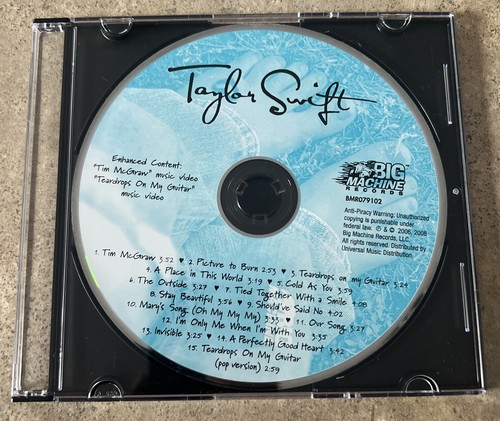 Taylor Swift
Enhanced Content:
"Tim McGraw" music video
"Teardrops On My Guitar"
music video
BIG
MACHINE
RECORDS
BMR079102
Anti-Piracy Warning: Unauthorized
copying is punishable under
federal law. ℗ & © 2006, 2008
Big Machine Records, LLC.
All rights reserved. Distributed by
Universal Music Distribution
1. Tim McGraw 3:52 ♥ 2. Picture to Burn 2:53 ♥ 3. Teardrops on my Guitar 3:24
4. A Place in This World 3:19 ♥ 5. Cold As You 3:59
6. The Outside 3:27 ♥ 7. Tied Together With a Smile 4:08
8. Stay Beautiful 3:56 ♥ 9. Should've Said No 4:02
10. Mary's Song (Oh My My My) 3:33 ♥ 11. Our Song 3:27
12. I'm Only Me When I'm With You 3:35
13. Invisible 3:25 ♥ 14. A Perfectly Good Heart 3:42
15. Teardrops On My Guitar
(pop version) 2:59